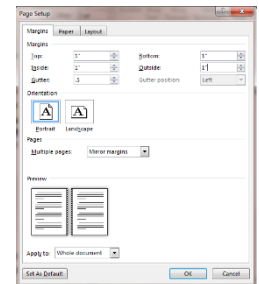 Page Setup
Margins Paper Layout
Margins
Top: 1" Bottom: 1"
Inside: 1" Outside: 1"
Gutter: .3 Gutter position: Left
Orientation
A A
Portrait Landscape
Pages
Multiple pages: Mirror margins
Preview
Apply to: Whole document
Set As Default OK Cancel